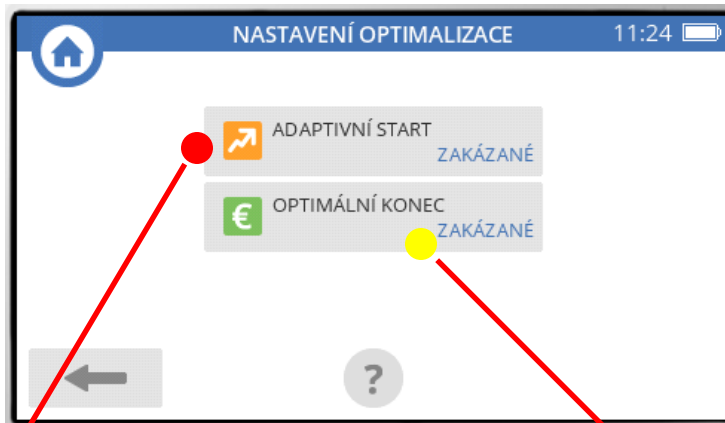 NASTAVENÍ OPTIMALIZACE
11:24
ADAPTIVNÍ START
ZAKÁZANÉ
OPTIMÁLNÍ KONEC
ZAKÁZANÉ
?